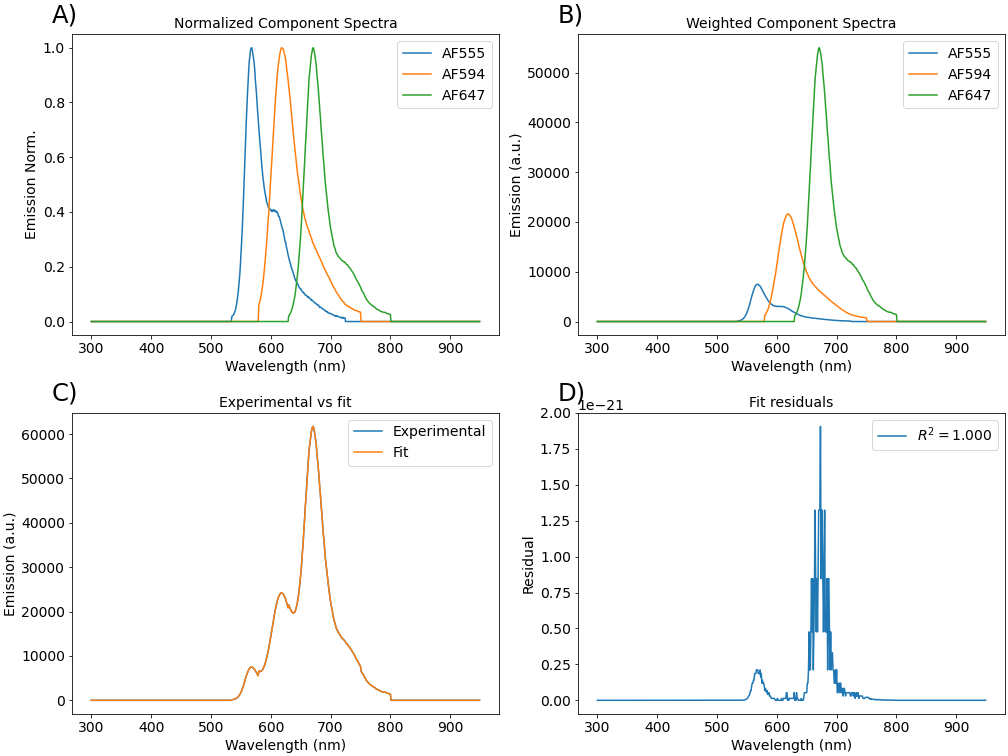 A)
Normalized Component Spectra
AF555
AF594
AF647
Emission Norm.
1.0
0.8
0.6
0.4
0.2
0.0
300 400 500 600 700 800 900
Wavelength (nm)
B)
Weighted Component Spectra
AF555
AF594
AF647
Emission (a.u.)
50000
40000
30000
20000
10000
0
300 400 500 600 700 800 900
Wavelength (nm)
C)
Experimental vs fit
Experimental
Fit
Emission (a.u.)
60000
50000
40000
30000
20000
10000
0
300 400 500 600 700 800 900
Wavelength (nm)
D)
1e−21
Fit residuals
R² = 1.000
Residual
2.00
1.75
1.50
1.25
1.00
0.75
0.50
0.25
0.00
300 400 500 600 700 800 900
Wavelength (nm)